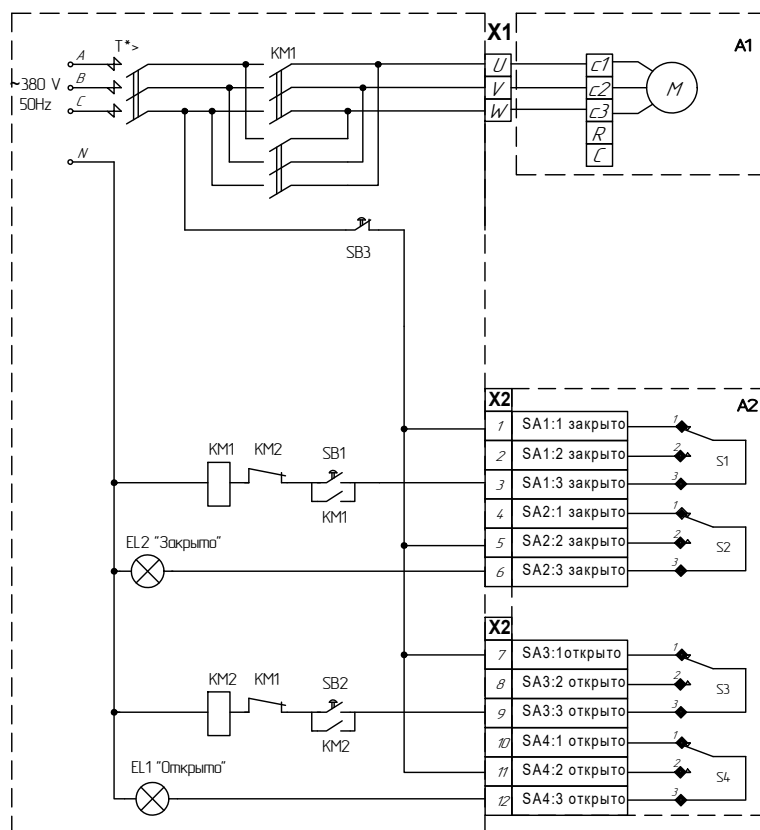 A
B
C
~380 V
50Hz
N
T*>
KM1
X1
U
V
W
c1
c2
c3
R
C
M
A1
SB3
X2
A2
1 SA1:1 закрыто 1
2 SA1:2 закрыто 2
3 SA1:3 закрыто 3
S1
4 SA2:1 закрыто 1
5 SA2:2 закрыто 2
6 SA2:3 закрыто 3
S2
KM1
KM2
SB1
KM1
EL2 "Закрыто"
X2
7 SA3:1открыто 1
8 SA3:2 открыто 2
9 SA3:3 открыто 3
S3
10 SA4:1 открыто 1
11 SA4:2 открыто 2
12 SA4:3 открыто 3
S4
KM2
KM1
SB2
KM2
EL1 "Открыто"